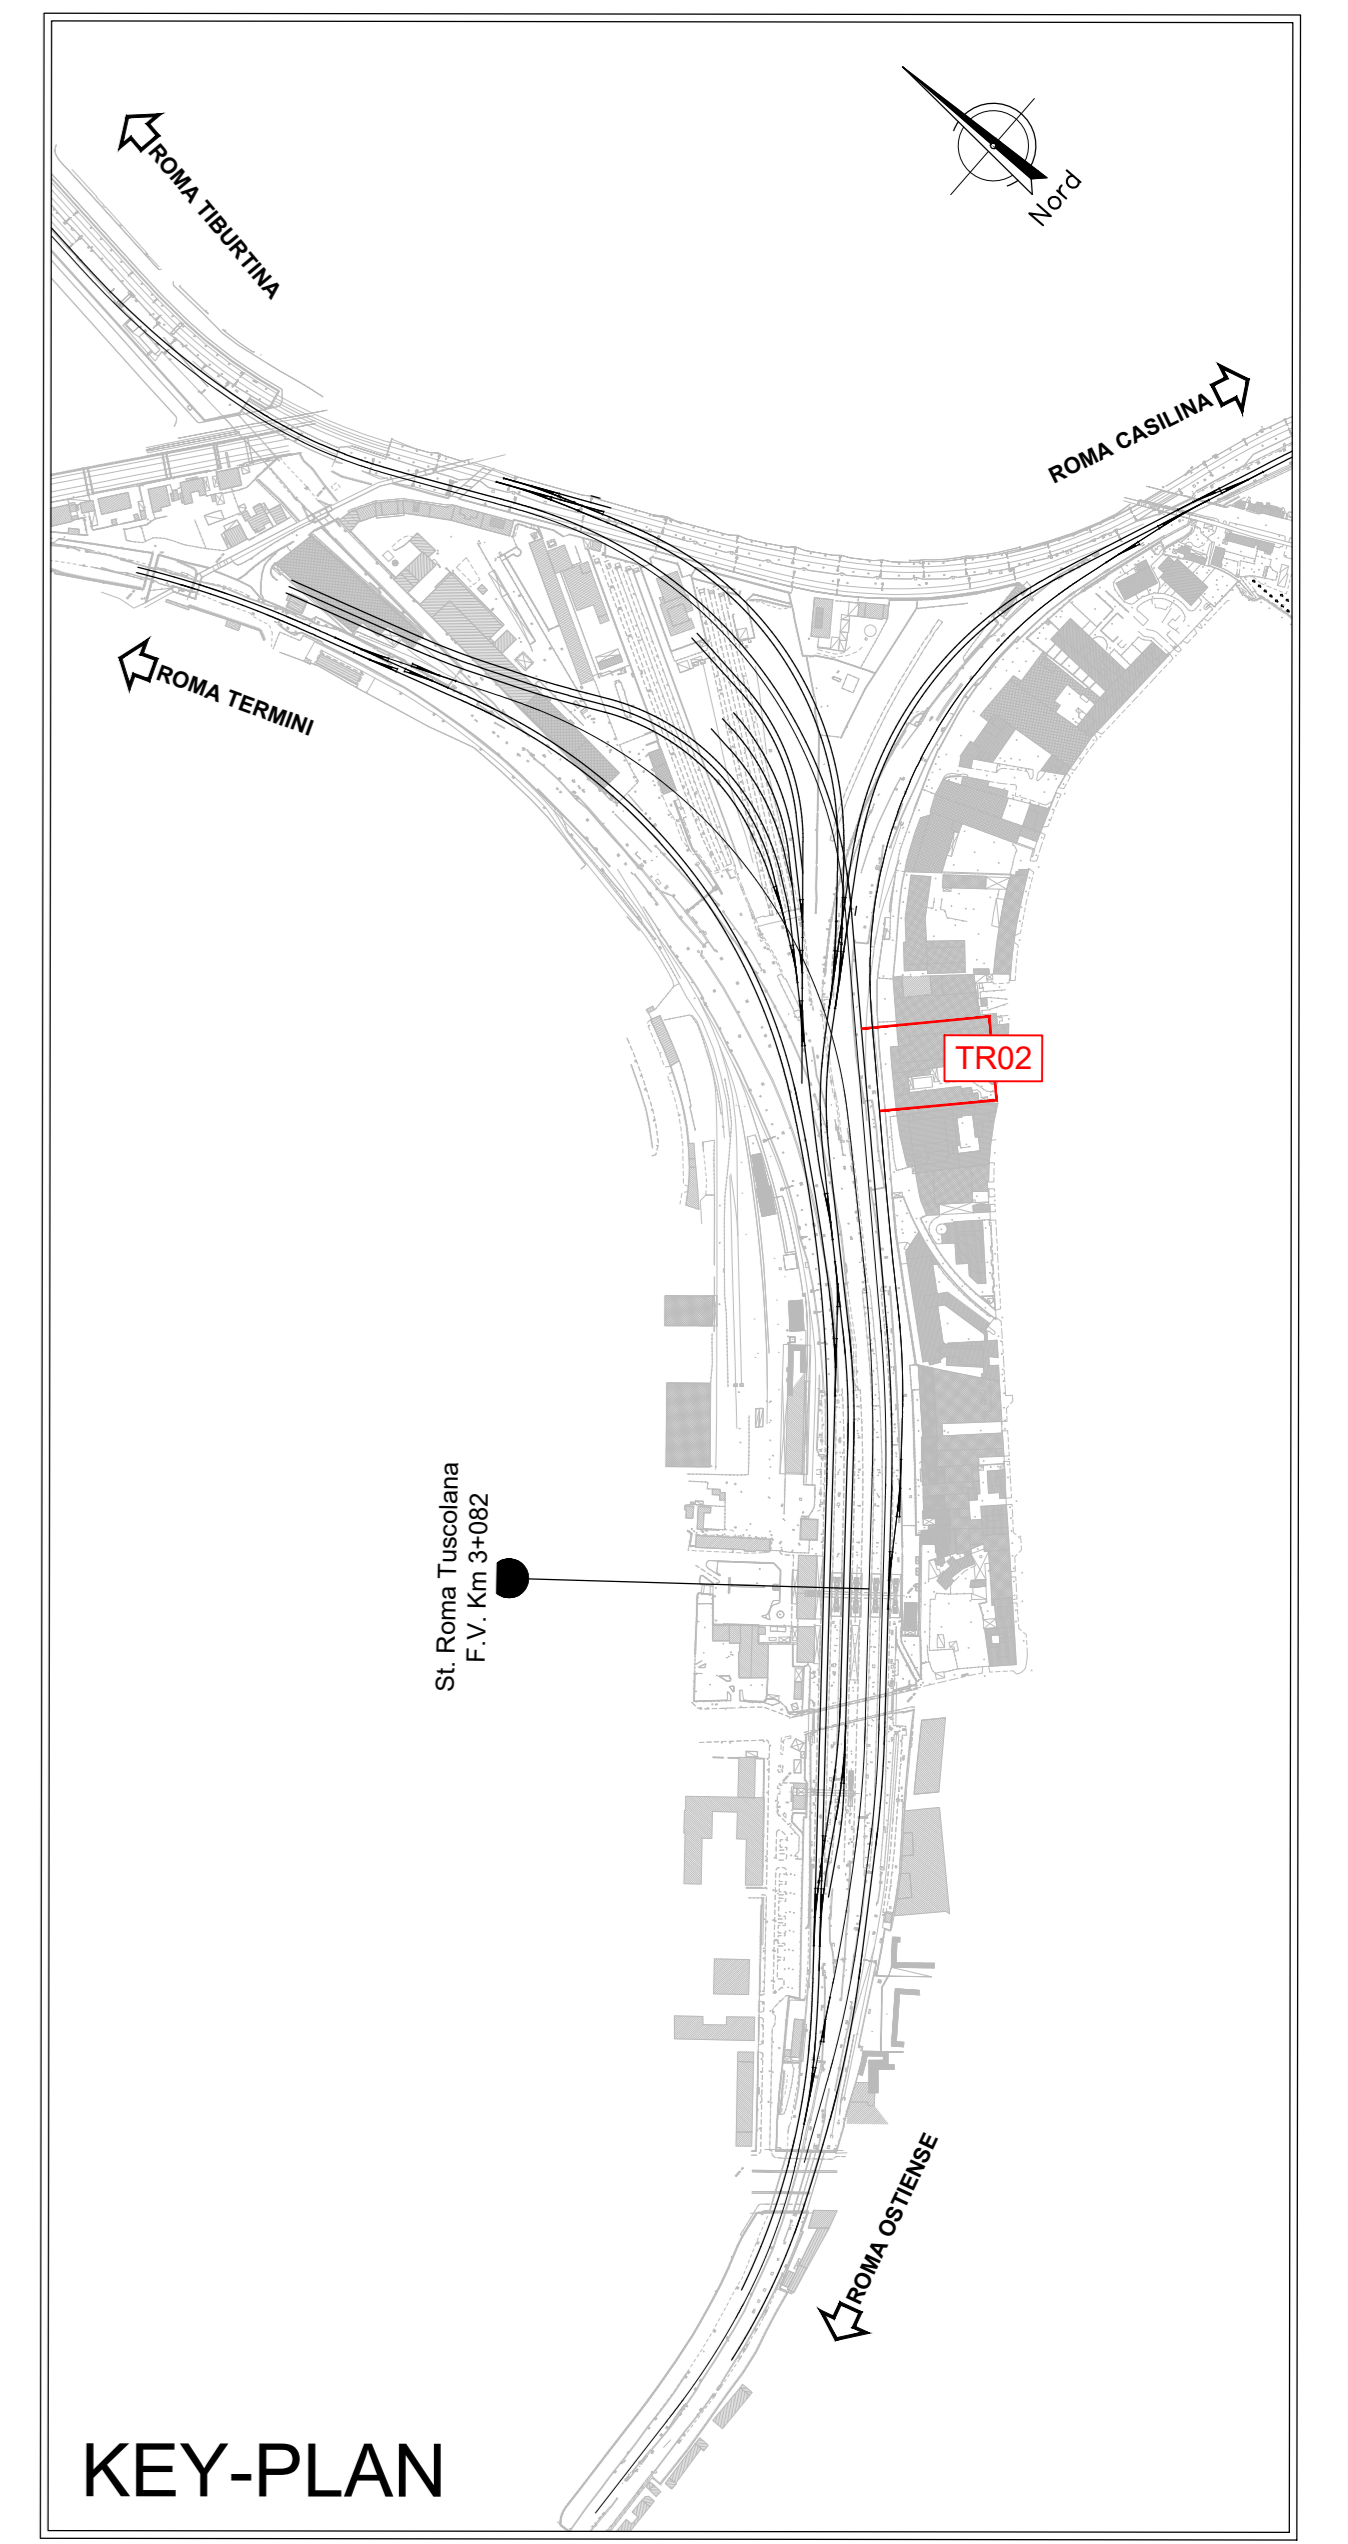 ROMA TIBURTINA
Nord
ROMA CASILINA
ROMA TERMINI
TR02
St. Roma Tuscolana
F.V. Km 3+082
ROMA OSTIENSE
KEY-PLAN